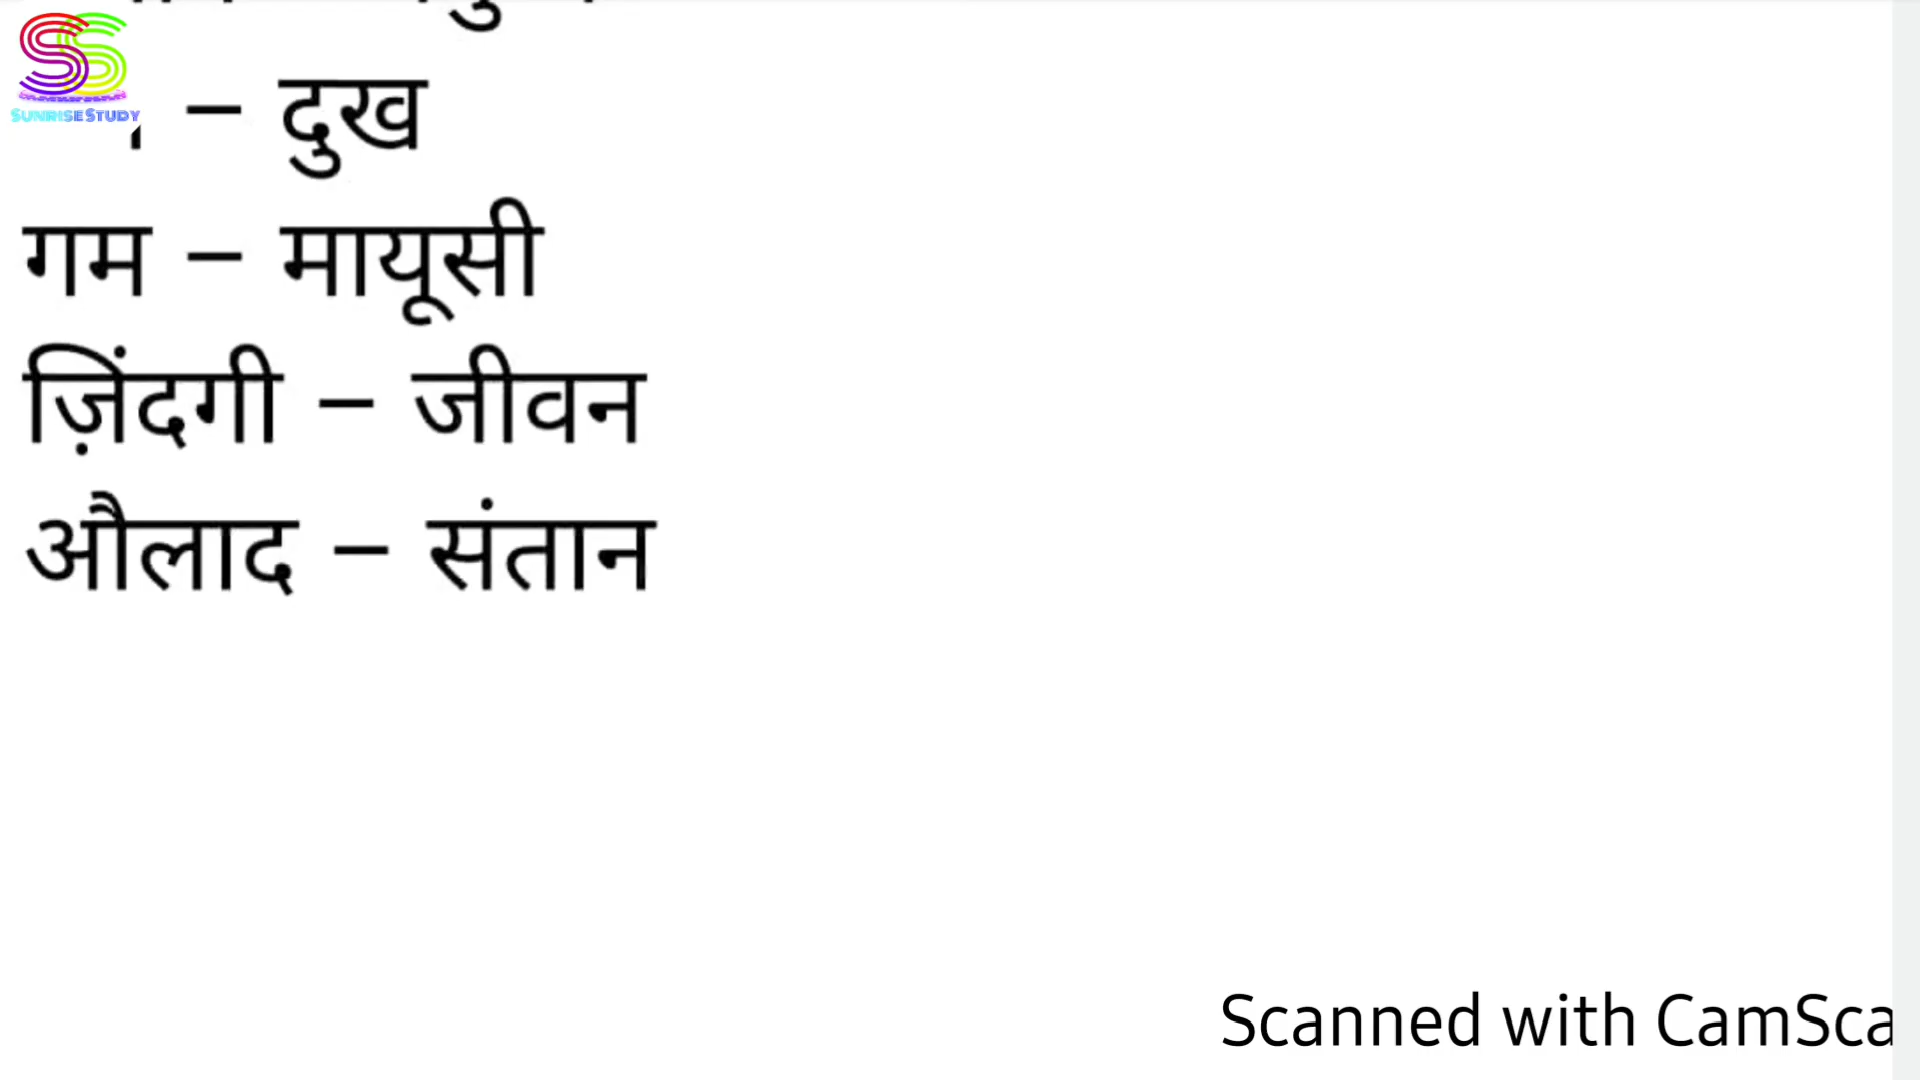 SUNRISE STUDY
– दुख
गम – मायूसी
ज़िंदगी – जीवन
औलाद – संतान
Scanned with CamSca